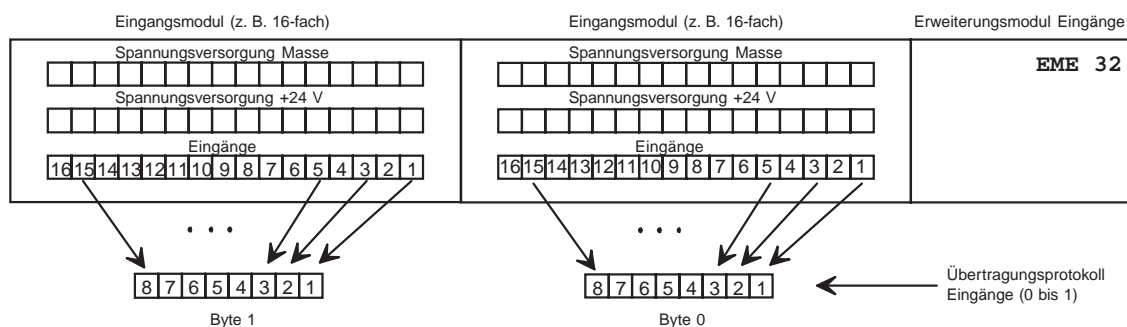 Eingangsmodul (z. B. 16-fach) Eingangsmodul (z. B. 16-fach) Erweiterungsmodul Eingänge
Spannungsversorgung Masse Spannungsversorgung Masse
EME 32
Spannungsversorgung +24 V Spannungsversorgung +24 V
Eingänge Eingänge
16 15 14 13 12 11 10 9 8 7 6 5 4 3 2 1 16 15 14 13 12 11 10 9 8 7 6 5 4 3 2 1
. . . . . .
8 7 6 5 4 3 2 1 8 7 6 5 4 3 2 1 Übertragungsprotokoll
Eingänge (0 bis 1)
Byte 1 Byte 0